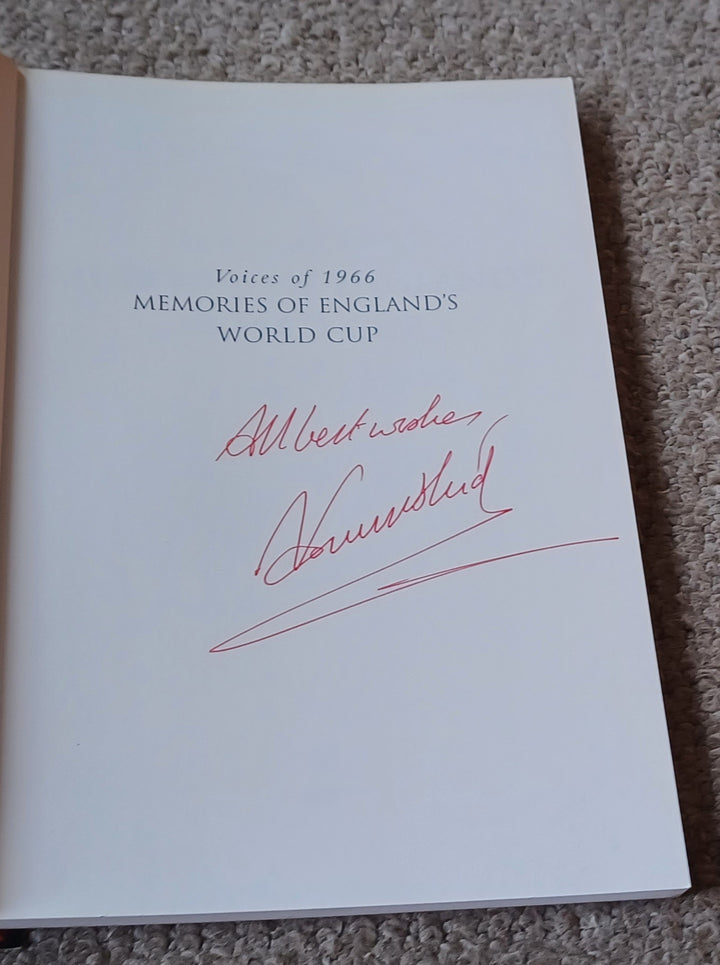 Voices of 1966
MEMORIES OF ENGLAND'S
WORLD CUP
All best wishes,